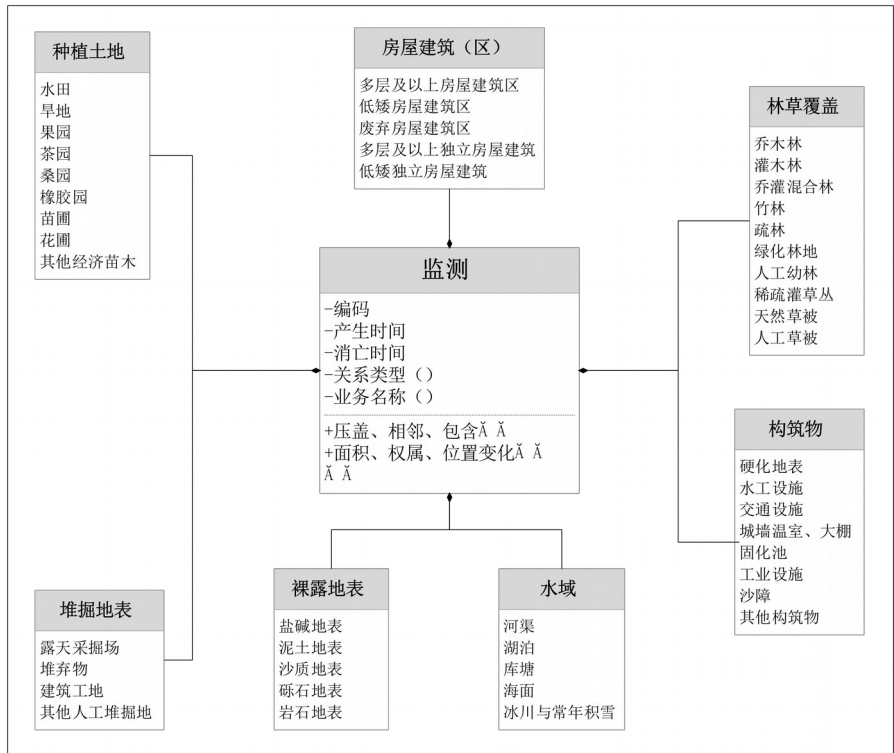 种植土地
水田
旱地
果园
茶园
桑园
橡胶园
苗圃
花圃
其他经济苗木
房屋建筑（区）
多层及以上房屋建筑区
低矮房屋建筑区
废弃房屋建筑区
多层及以上独立房屋建筑
低矮独立房屋建筑
林草覆盖
乔木林
灌木林
乔灌混合林
竹林
疏林
绿化林地
人工幼林
稀疏灌草丛
天然草被
人工草被
监测
-编码
-产生时间
-消亡时间
-关系类型（）
-业务名称（）
+压盖、相邻、包含Ă Ă
+面积、权属、位置变化Ă Ă
Ă Ă
构筑物
硬化地表
水工设施
交通设施
城墙温室、大棚
固化池
工业设施
沙障
其他构筑物
堆掘地表
露天采掘场
堆弃物
建筑工地
其他人工堆掘地
裸露地表
盐碱地表
泥土地表
沙质地表
砾石地表
岩石地表
水域
河渠
湖泊
库塘
海面
冰川与常年积雪